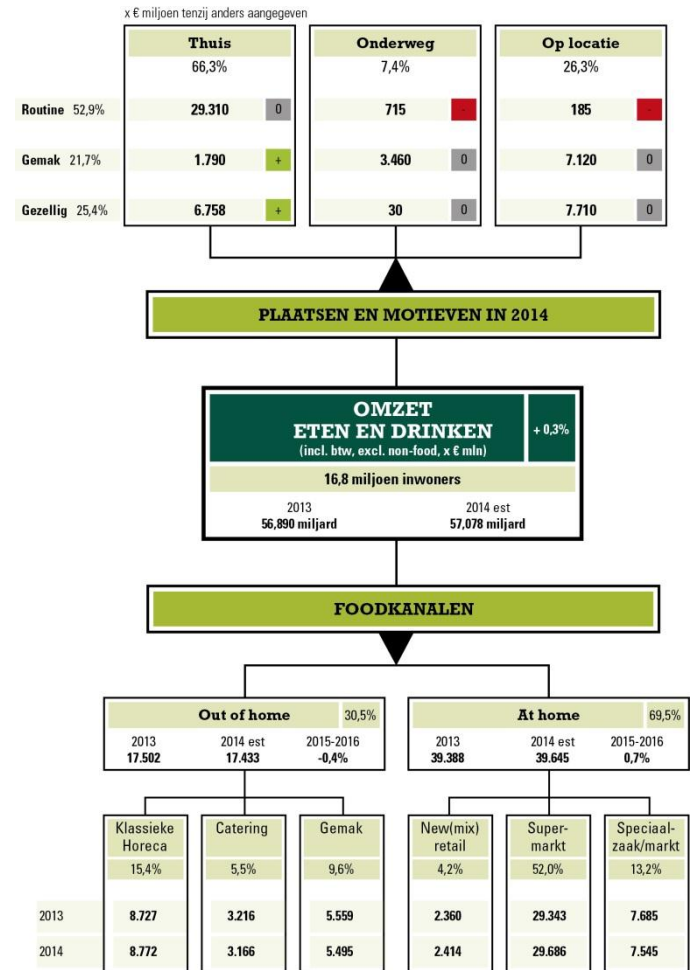 x € miljoen tenzij anders aangegeven
Thuis Onderweg Op locatie
66,3% 7,4% 26,3%
Routine 52,9% 29.310 0 715 - 185 -
Gemak 21,7% 1.790 + 3.460 0 7.120 0
Gezellig 25,4% 6.758 + 30 0 7.710 0
PLAATSEN EN MOTIEVEN IN 2014
OMZET
ETEN EN DRINKEN + 0,3%
(incl. btw, excl. non-food, x € mln)
16,8 miljoen inwoners
2013 2014 est
56,890 miljard 57,078 miljard
FOODKANALEN
Out of home 30,5% At home 69,5%
2013 2014 est 2015-2016 2013 2014 est 2015-2016
17.502 17.433 -0,4% 39.388 39.645 0,7%
Klassieke Catering Gemak New(mix) Super- Speciaal-
Horeca retail markt zaak/markt
15,4% 5,5% 9,6% 4,2% 52,0% 13,2%
2013 8.727 3.216 5.559 2.360 29.343 7.685
2014 8.772 3.166 5.495 2.414 29.686 7.545